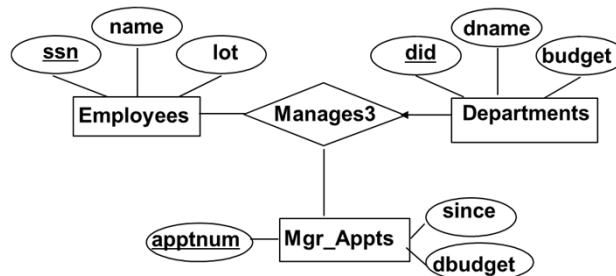 name
dname
ssn
lot
did
budget
Employees
Manages3
Departments
since
apptnum
Mgr_Appts
dbudget